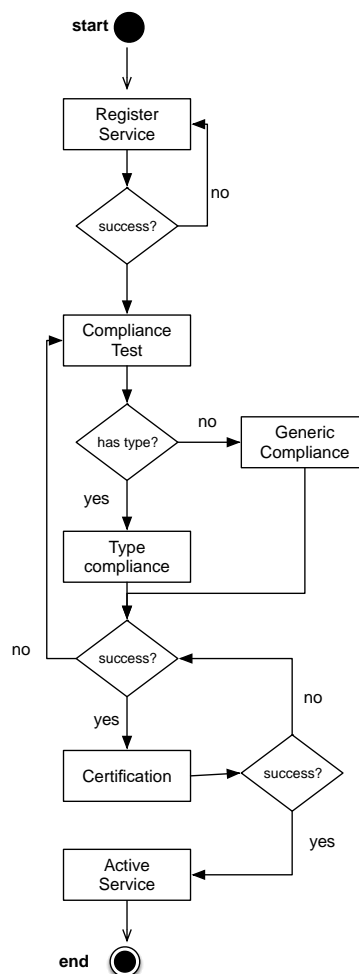 start
Register
Service
no
success?
Compliance
Test
has type?
no
Generic
Compliance
yes
Type
compliance
no
success?
no
yes
Certification
success?
yes
Active
Service
end